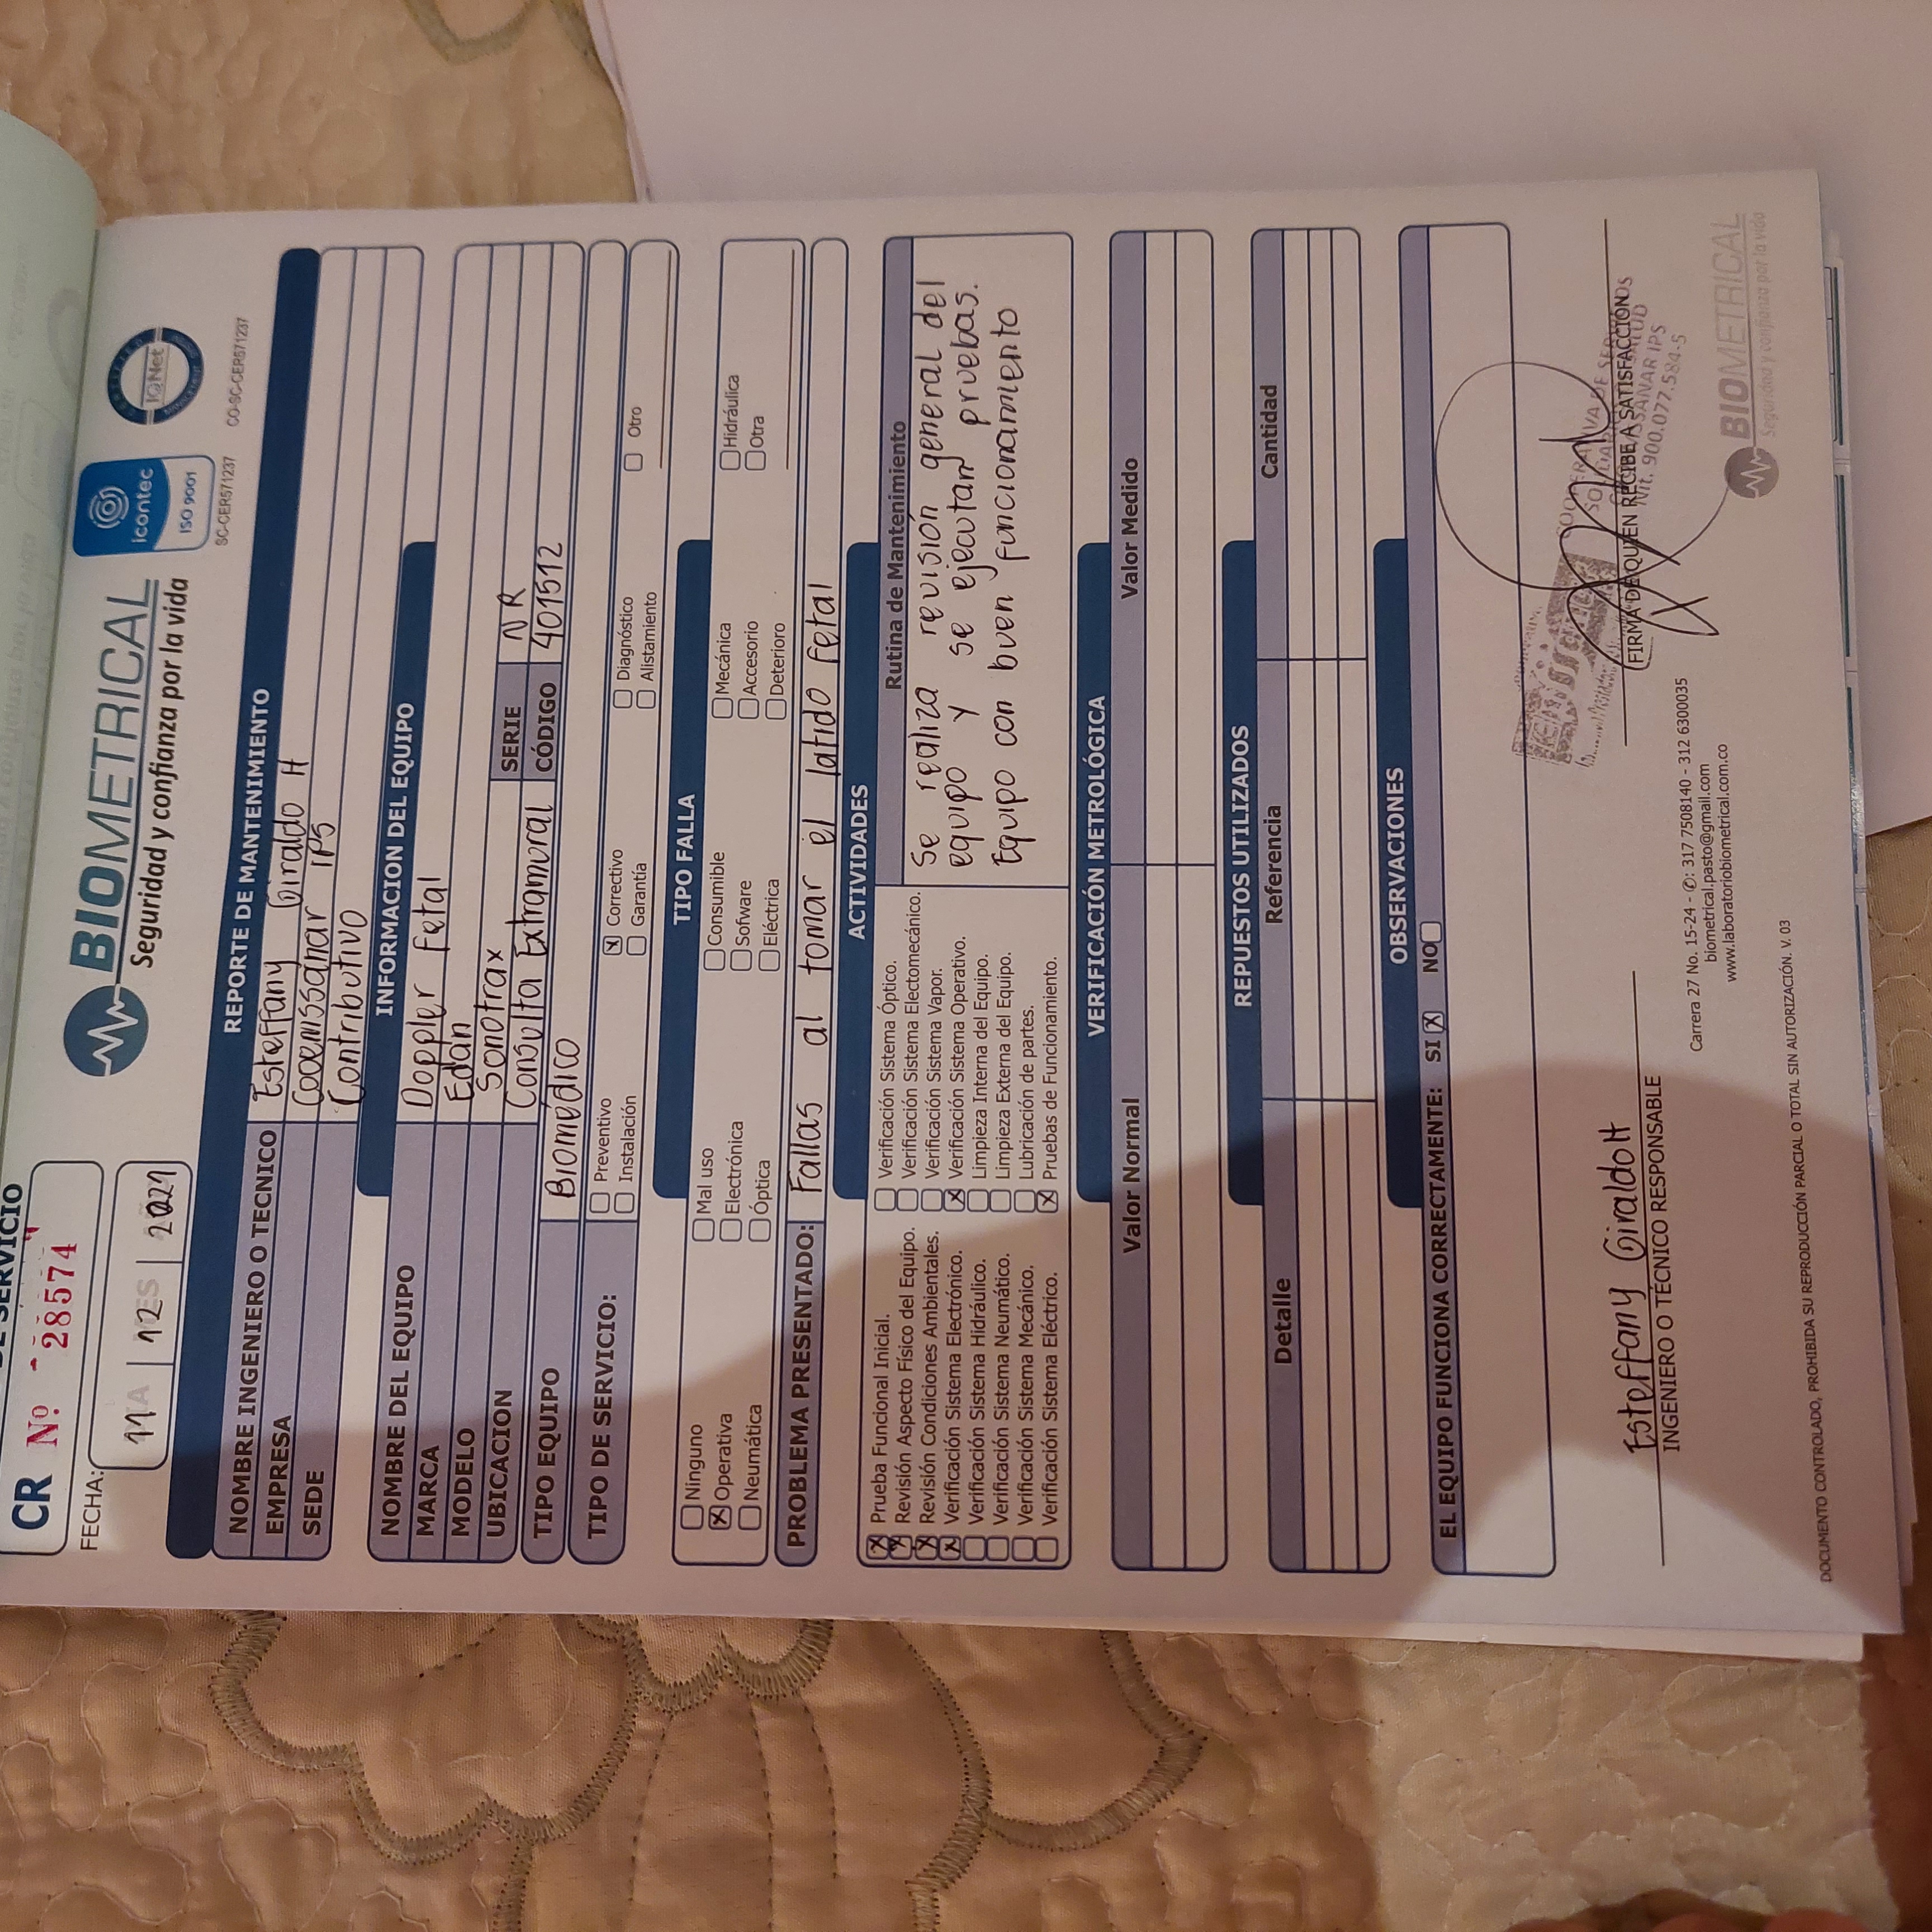 DE SERVICIO
CR Nº 28574
FECHA:
11 | 12 | 2021
BIOMETRICAL
Seguridad y confianza por la vida
icontec
ISO 9001
SC-CER571237
IQNet
CO-SC-CER571237
REPORTE DE MANTENIMIENTO
NOMBRE INGENIERO O TECNICO Esteffany Giraldo H
EMPRESA Cooemssanar IPS
SEDE Contributivo
INFORMACION DEL EQUIPO
NOMBRE DEL EQUIPO Doppler Fetal
MARCA Edan
MODELO Sonotrax SERIE NR
UBICACION Consulta Extramural CÓDIGO 401512
TIPO EQUIPO Biomédico
TIPO DE SERVICIO: Preventivo X Correctivo Diagnóstico Otro
Instalación Garantía Alistamiento
TIPO FALLA
Ninguno Mal uso Consumible Mecánica Hidráulica
X Operativa Electrónica Sofware Accesorio Otra
Neumática Óptica Eléctrica Deterioro
PROBLEMA PRESENTADO: Fallas al tomar el latido fetal
ACTIVIDADES
X Prueba Funcional Inicial.
X Revisión Aspecto Físico del Equipo.
X Revisión Condiciones Ambientales.
X Verificación Sistema Electrónico.
Verificación Sistema Hidráulico.
Verificación Sistema Neumático.
Verificación Sistema Mecánico.
Verificación Sistema Eléctrico.
Verificación Sistema Óptico.
Verificación Sistema Electomecánico.
Verificación Sistema Vapor.
X Verificación Sistema Operativo.
Limpieza Interna del Equipo.
Limpieza Externa del Equipo.
Lubricación de partes.
X Pruebas de Funcionamiento.
Rutina de Mantenimiento
Se realiza revisión general del
equipo y se ejecutan pruebas.
Equipo con buen funcionamiento
VERIFICACIÓN METROLÓGICA
Valor Normal Valor Medido
REPUESTOS UTILIZADOS
Detalle Referencia Cantidad
OBSERVACIONES
EL EQUIPO FUNCIONA CORRECTAMENTE: SI X NO
Esteffany Giraldo H
INGENIERO O TÉCNICO RESPONSABLE
COOPERATIVA DE SERVICIOS
SOLIDARIOS SALUD
IPS
Nit. 900.077.584-5
FIRMA DE QUIEN RECIBE A SATISFACCIÓN
Carrera 27 No. 15-24 - ✆: 317 7508140 - 312 6300035
biometrical.pasto@gmail.com
www.laboratoriobiometrical.com.co
BIOMETRICAL
Seguridad y confianza por la vida
DOCUMENTO CONTROLADO, PROHIBIDA SU REPRODUCCIÓN PARCIAL O TOTAL SIN AUTORIZACIÓN. V. 03